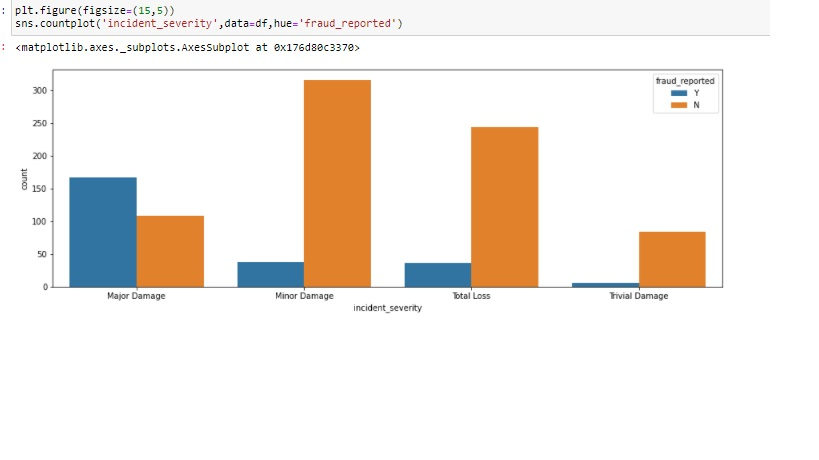 : plt.figure(figsize=(15,5))
sns.countplot('incident_severity',data=df,hue='fraud_reported')
: <matplotlib.axes._subplots.AxesSubplot at 0x176d80c3370>
fraud_reported
Y
N
300
250
200
150
100
50
0
count
Major Damage
Minor Damage
Total Loss
Trivial Damage
incident_severity